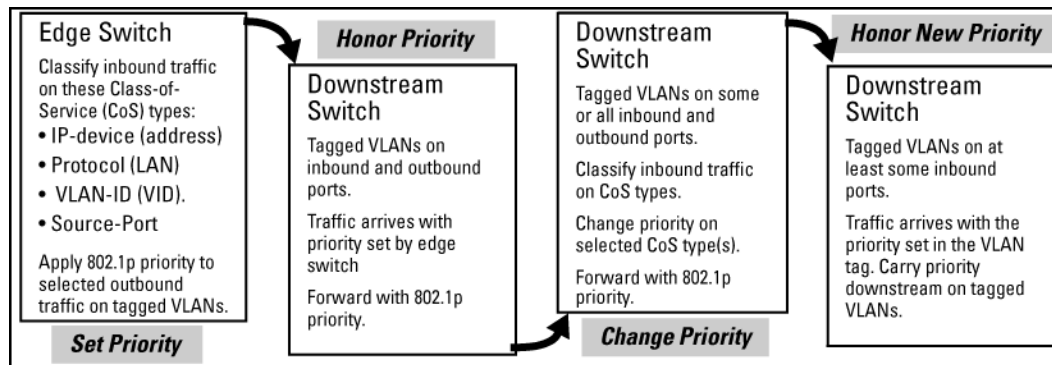 Edge Switch
Classify inbound traffic
on these Class-of-
Service (CoS) types:
• IP-device (address)
• Protocol (LAN)
• VLAN-ID (VID).
• Source-Port
Apply 802.1p priority to
selected outbound
traffic on tagged VLANs.
Set Priority
Honor Priority
Downstream
Switch
Tagged VLANs on
inbound and outbound
ports.
Traffic arrives with
priority set by edge
switch
Forward with 802.1p
priority.
Downstream
Switch
Tagged VLANs on some
or all inbound and
outbound ports.
Classify inbound traffic
on CoS types.
Change priority on
selected CoS type(s).
Forward with 802.1p
priority.
Change Priority
Honor New Priority
Downstream
Switch
Tagged VLANs on at
least some inbound
ports.
Traffic arrives with the
priority set in the VLAN
tag. Carry priority
downstream on tagged
VLANs.